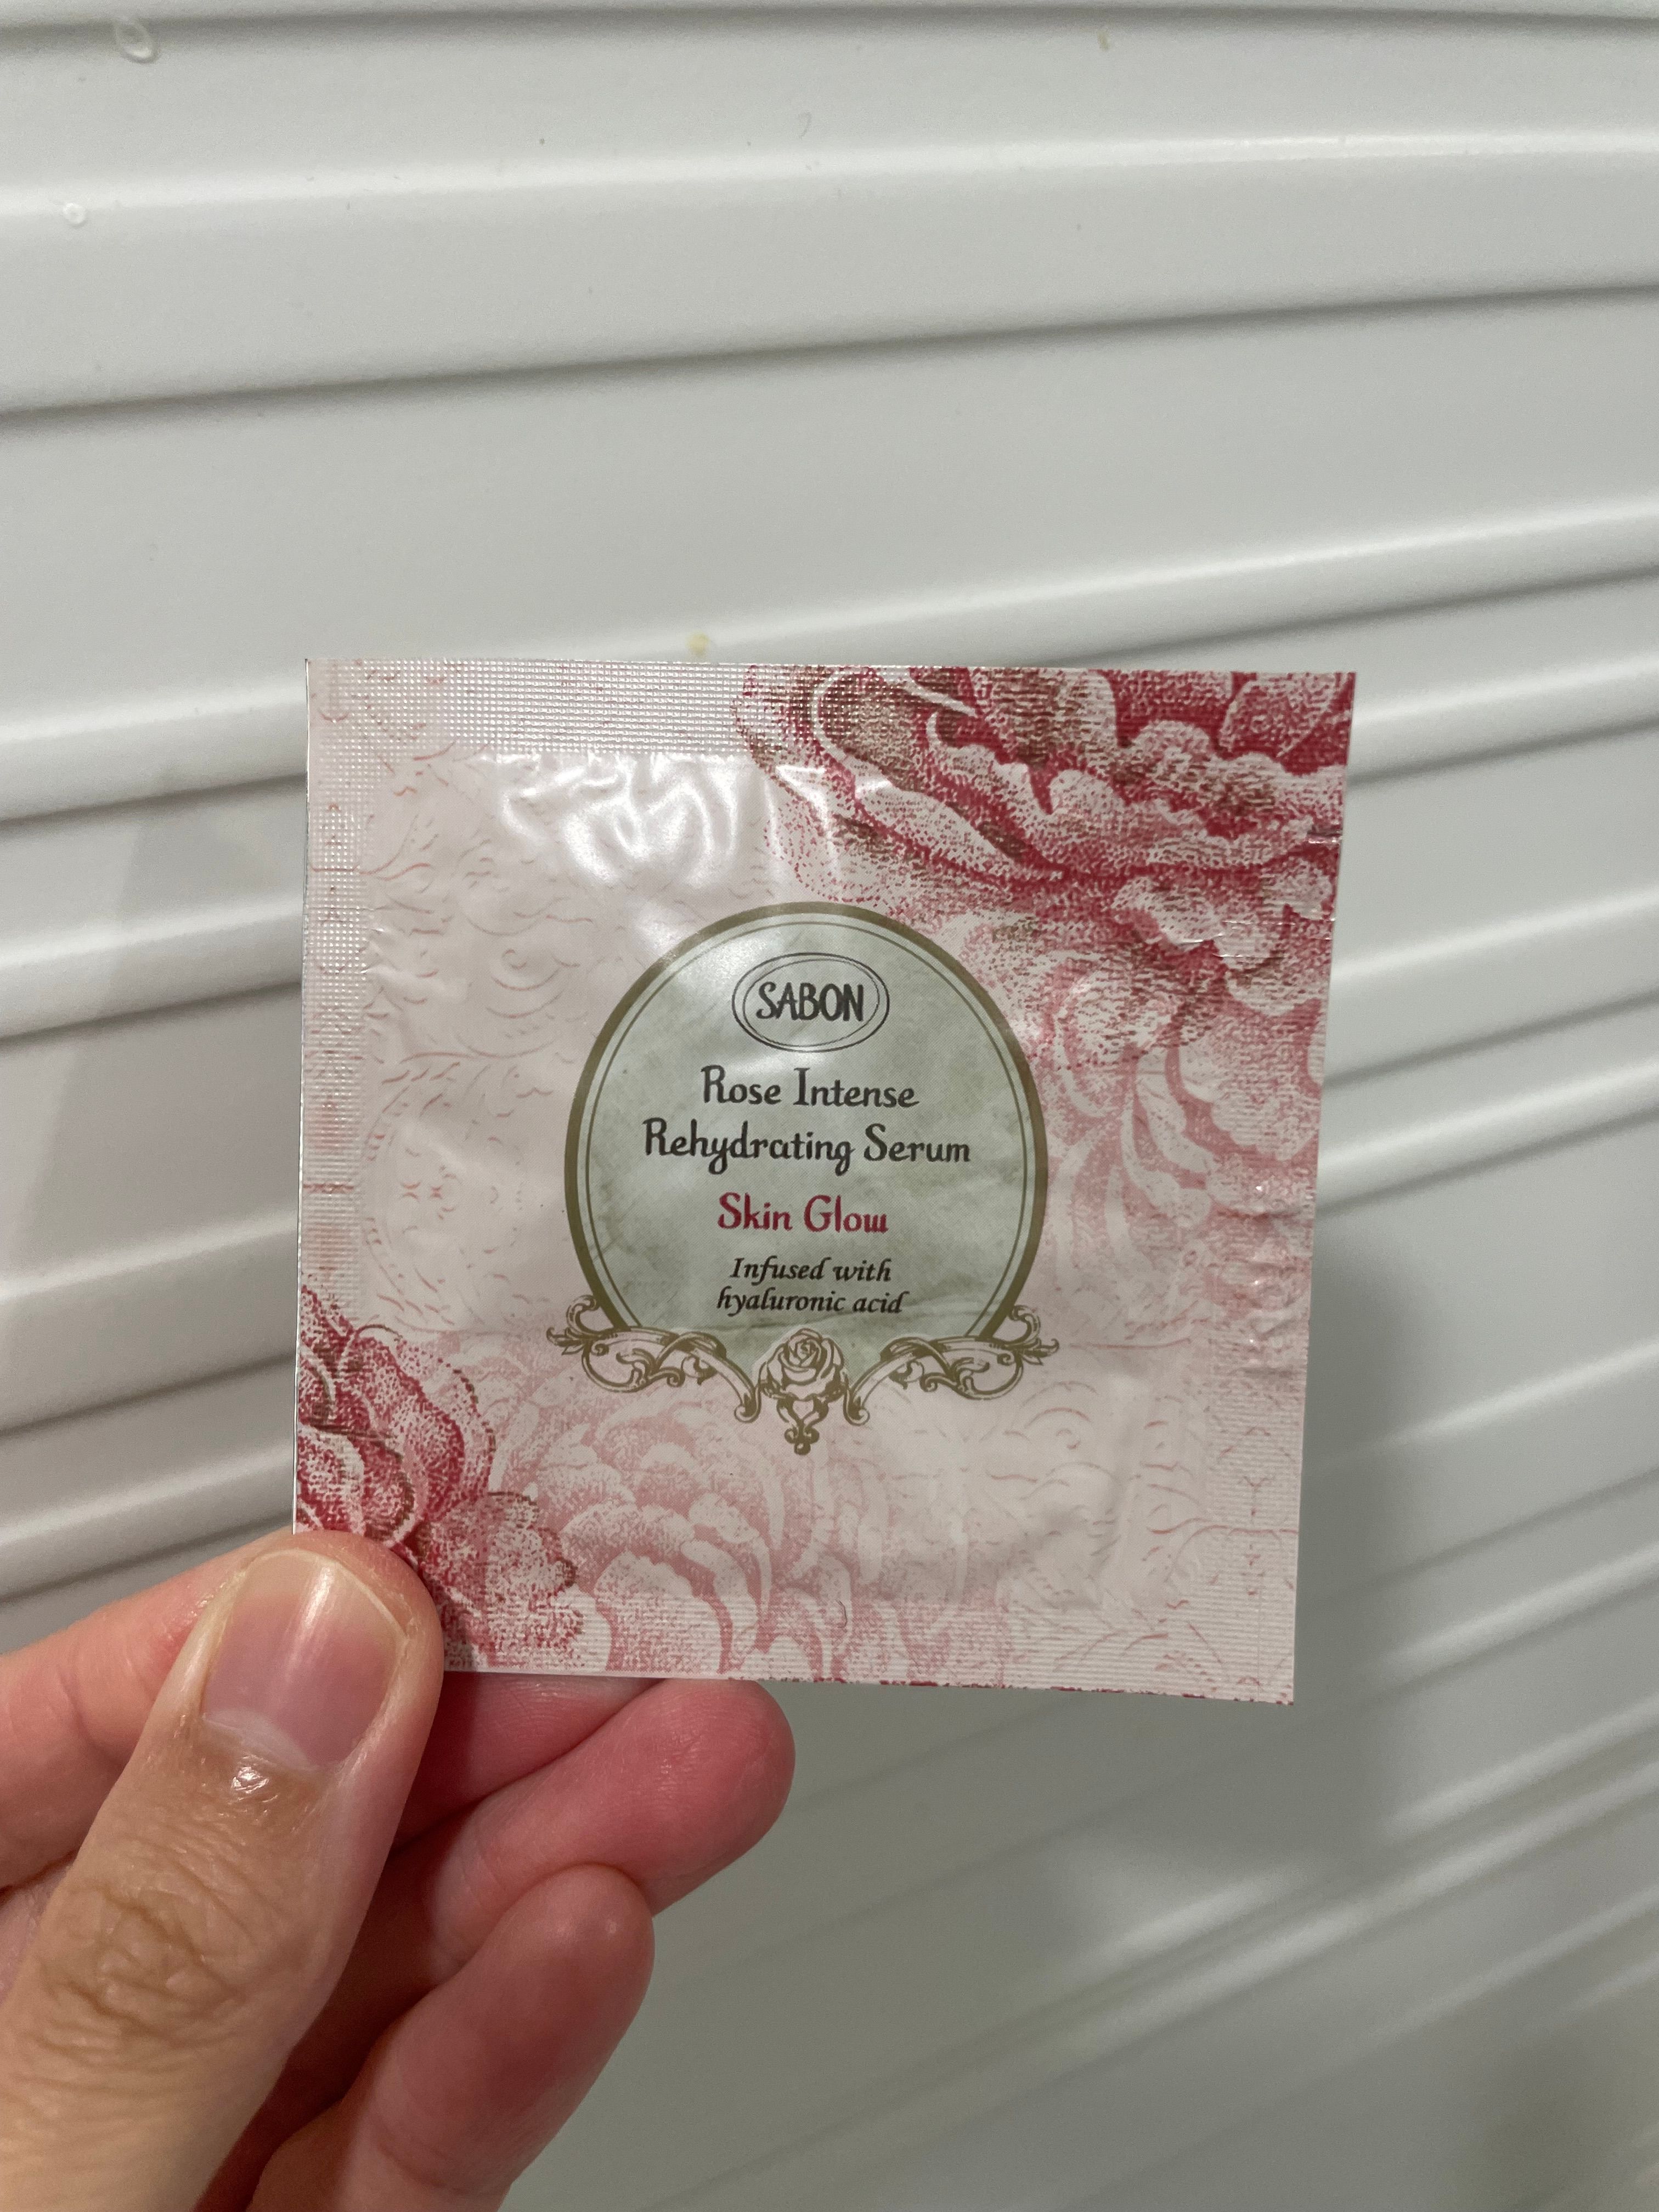 SABON
Rose Intense
Rehydrating Serum
Skin Glow
Infused with
hyaluronic acid